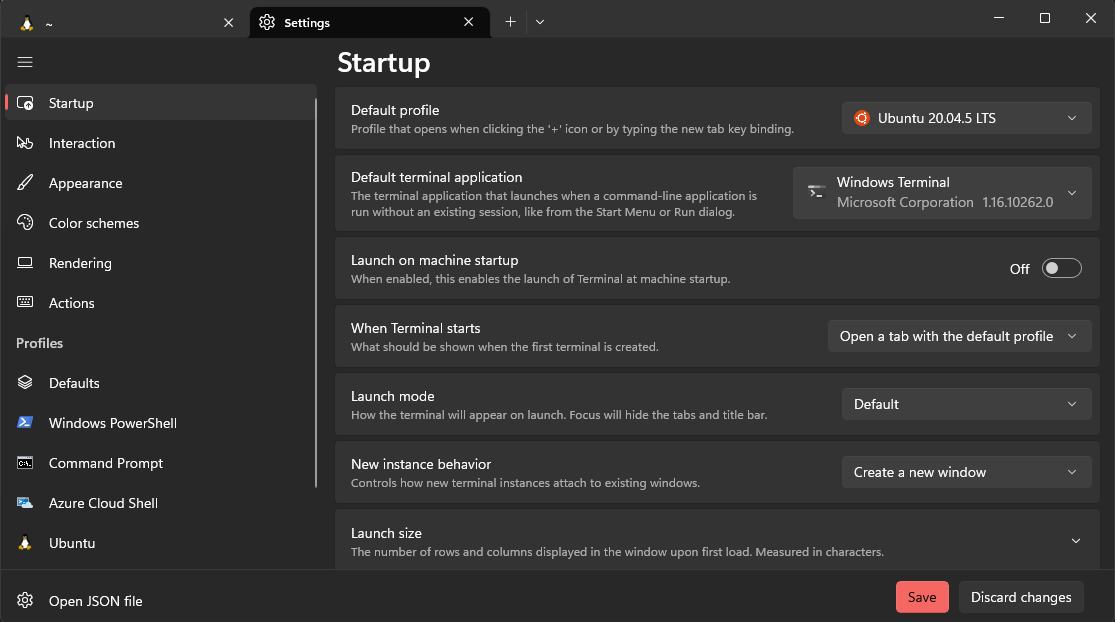 ~
Settings
Startup
Interaction
Appearance
Color schemes
Rendering
Actions
Profiles
Defaults
Windows PowerShell
Command Prompt
Azure Cloud Shell
Ubuntu
Open JSON file
Startup
Default profile
Profile that opens when clicking the '+' icon or by typing the new tab key binding.
Ubuntu 20.04.5 LTS
Default terminal application
The terminal application that launches when a command-line application is
run without an existing session, like from the Start Menu or Run dialog.
Windows Terminal
Microsoft Corporation 1.16.10262.0
Launch on machine startup
When enabled, this enables the launch of Terminal at machine startup.
Off
When Terminal starts
What should be shown when the first terminal is created.
Open a tab with the default profile
Launch mode
How the terminal will appear on launch. Focus will hide the tabs and title bar.
Default
New instance behavior
Controls how new terminal instances attach to existing windows.
Create a new window
Launch size
The number of rows and columns displayed in the window upon first load. Measured in characters.
Save
Discard changes